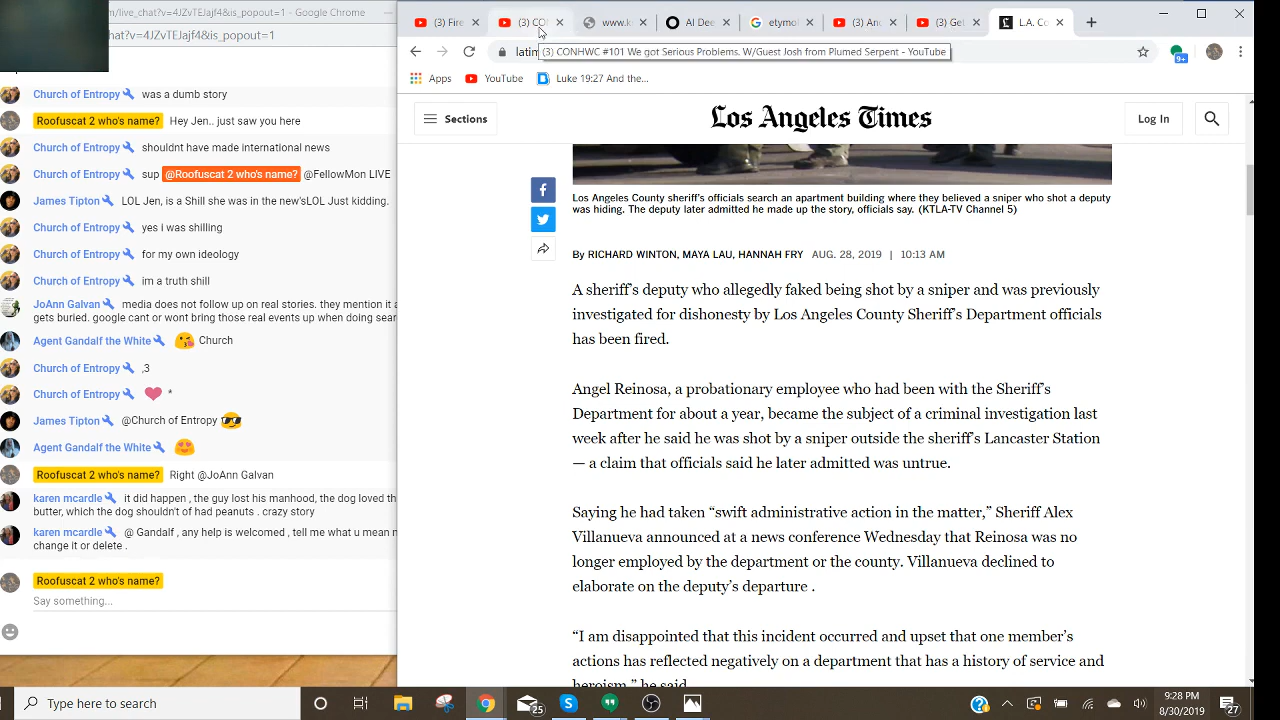 om/live_chat?v=4JZvTEJajf4&is_popout=1 - Google Chrome
hat?v=4JZvTEJajf4&is_popout=1
Church of Entropy was a dumb story
Roofuscat 2 who's name? Hey Jen.. just saw you here
Church of Entropy shouldnt have made international news
Church of Entropy sup @Roofuscat 2 who's name? @FellowMon LIVE
James Tipton LOL Jen, is a Shill she was in the new'sLOL Just kidding.
Church of Entropy yes i was shilling
Church of Entropy for my own ideology
Church of Entropy im a truth shill
JoAnn Galvan media does not follow up on real stories. they mention it a
gets buried. google cant or wont bring those real events up when doing sear
Agent Gandalf the White 😘 Church
Church of Entropy ,3
Church of Entropy ❤ *
James Tipton @Church of Entropy 😎
Agent Gandalf the White 😍
Roofuscat 2 who's name? Right @JoAnn Galvan
karen mcardle it did happen , the guy lost his manhood, the dog loved th
butter, which the dog shouldn't of had peanuts . crazy story
karen mcardle @ Gandalf , any help is welcomed , tell me what u mean n
change it or delete .
Roofuscat 2 who's name?
Say something...
(3) Fire
(3) CO
www.k
AI Dee
etymo
(3) And
(3) Get
L.A. Co
latin
(3) CONHWC #101 We got Serious Problems. W/Guest Josh from Plumed Serpent - YouTube
9+
Apps YouTube Luke 19:27 And the...
Sections
Los Angeles Times
Log In
Los Angeles County sheriff's officials search an apartment building where they believed a sniper who shot a deputy
was hiding. The deputy later admitted he made up the story, officials say. (KTLA-TV Channel 5)
By RICHARD WINTON, MAYA LAU, HANNAH FRY AUG. 28, 2019 | 10:13 AM
A sheriff's deputy who allegedly faked being shot by a sniper and was previously
investigated for dishonesty by Los Angeles County Sheriff's Department officials
has been fired.
Angel Reinosa, a probationary employee who had been with the Sheriff's
Department for about a year, became the subject of a criminal investigation last
week after he said he was shot by a sniper outside the sheriff's Lancaster Station
— a claim that officials said he later admitted was untrue.
Saying he had taken “swift administrative action in the matter,” Sheriff Alex
Villanueva announced at a news conference Wednesday that Reinosa was no
longer employed by the department or the county. Villanueva declined to
elaborate on the deputy's departure .
“I am disappointed that this incident occurred and upset that one member's
actions has reflected negatively on a department that has a history of service and
heroism,” he said.
Type here to search
25
9:28 PM
8/30/2019
27